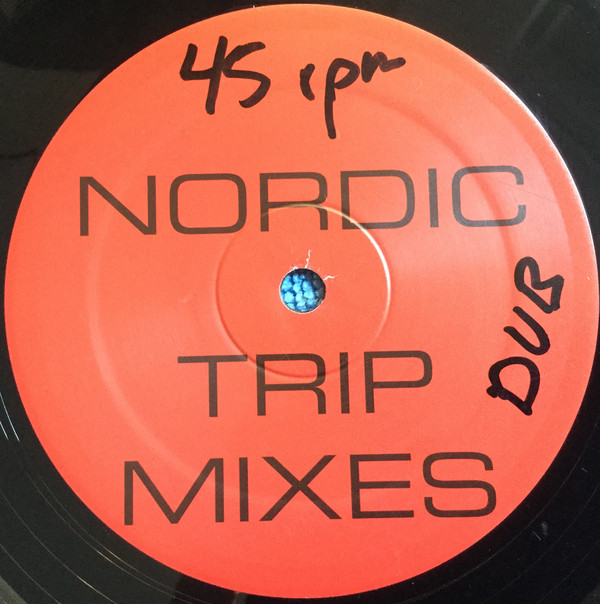 45 rpm
NORDIC
DUB
TRIP
MIXES